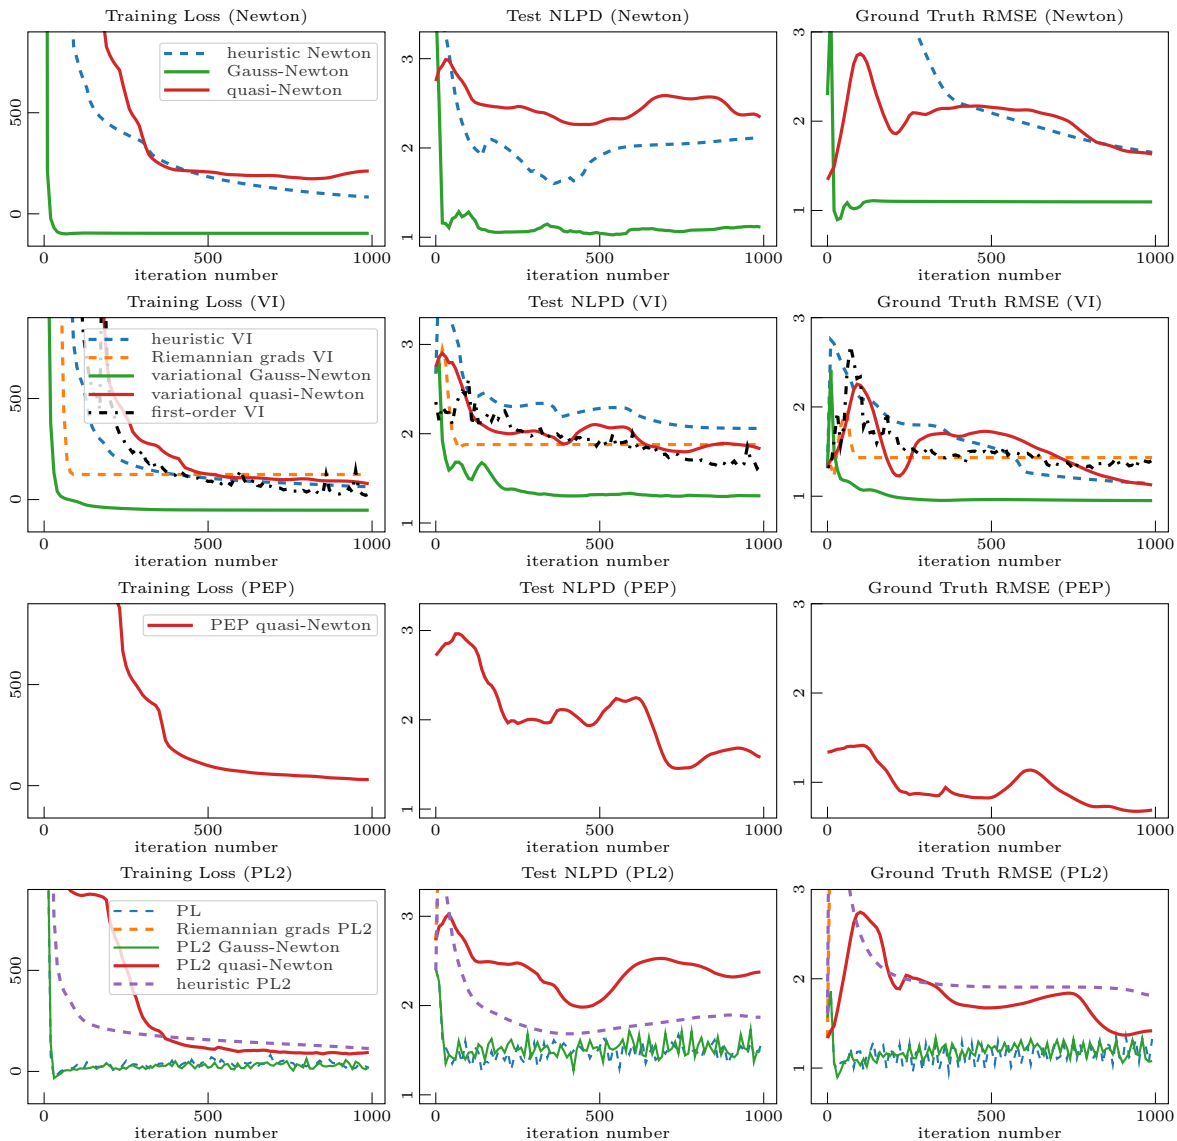 Training Loss (Newton)
Test NLPD (Newton)
Ground Truth RMSE (Newton)
heuristic Newton
Gauss-Newton
quasi-Newton
0
500
1
2
3
1
2
3
0
500
1000
0
500
1000
0
500
1000
iteration number
iteration number
iteration number
Training Loss (VI)
Test NLPD (VI)
Ground Truth RMSE (VI)
heuristic VI
Riemannian grads VI
variational Gauss-Newton
variational quasi-Newton
first-order VI
0
500
1
2
3
1
2
3
0
500
1000
0
500
1000
0
500
1000
iteration number
iteration number
iteration number
Training Loss (PEP)
Test NLPD (PEP)
Ground Truth RMSE (PEP)
PEP quasi-Newton
0
500
1
2
3
1
2
3
0
500
1000
0
500
1000
0
500
1000
iteration number
iteration number
iteration number
Training Loss (PL2)
Test NLPD (PL2)
Ground Truth RMSE (PL2)
PL
Riemannian grads PL2
PL2 Gauss-Newton
PL2 quasi-Newton
heuristic PL2
0
500
1
2
3
1
2
3
0
500
1000
0
500
1000
0
500
1000
iteration number
iteration number
iteration number